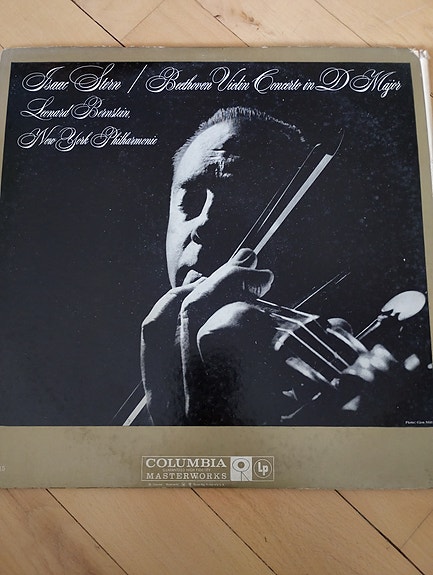 Isaac Stern / Beethoven Violin Concerto in D Major
Leonard Bernstein,
New York Philharmonic
COLUMBIA
MASTERWORKS
Lp